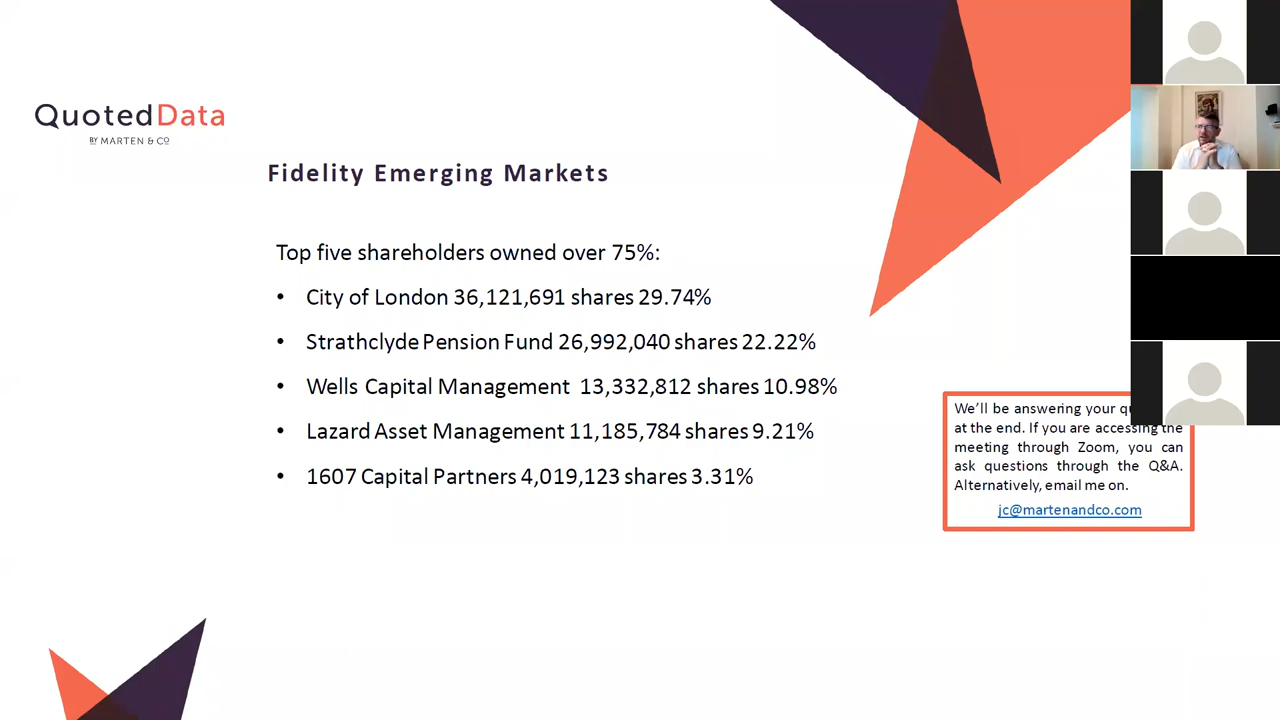 QuotedData
BY MARTEN & CO
Fidelity Emerging Markets
Top five shareholders owned over 75%:
• City of London 36,121,691 shares 29.74%
• Strathclyde Pension Fund 26,992,040 shares 22.22%
• Wells Capital Management 13,332,812 shares 10.98%
• Lazard Asset Management 11,185,784 shares 9.21%
• 1607 Capital Partners 4,019,123 shares 3.31%
We’ll be answering your
at the end. If you are accessing the
meeting through Zoom, you can
ask questions through the Q&A.
Alternatively, email me on.
jc@martenandco.com